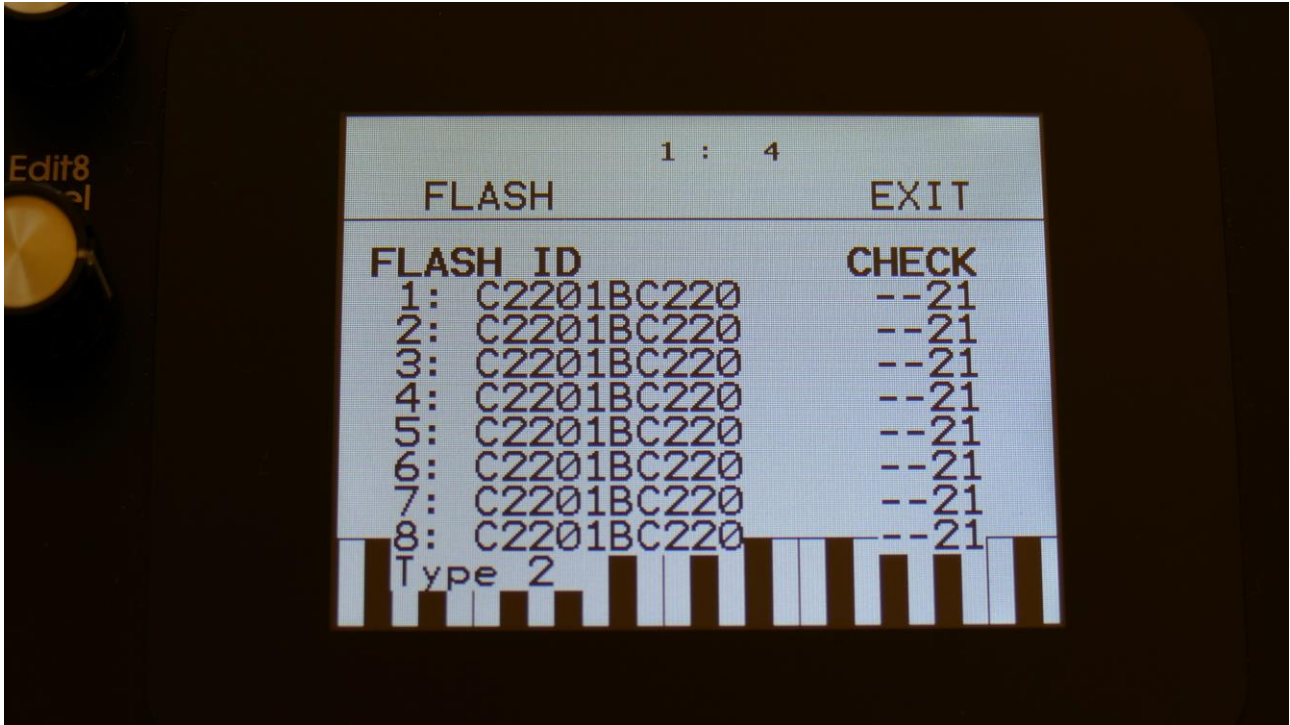 1 : 4
FLASH EXIT
Edit8
FLASH ID CHECK
1: C2201BC220 --21
2: C2201BC220 --21
3: C2201BC220 --21
4: C2201BC220 --21
5: C2201BC220 --21
6: C2201BC220 --21
7: C2201BC220 --21
8: C2201BC220 --21
Type 2